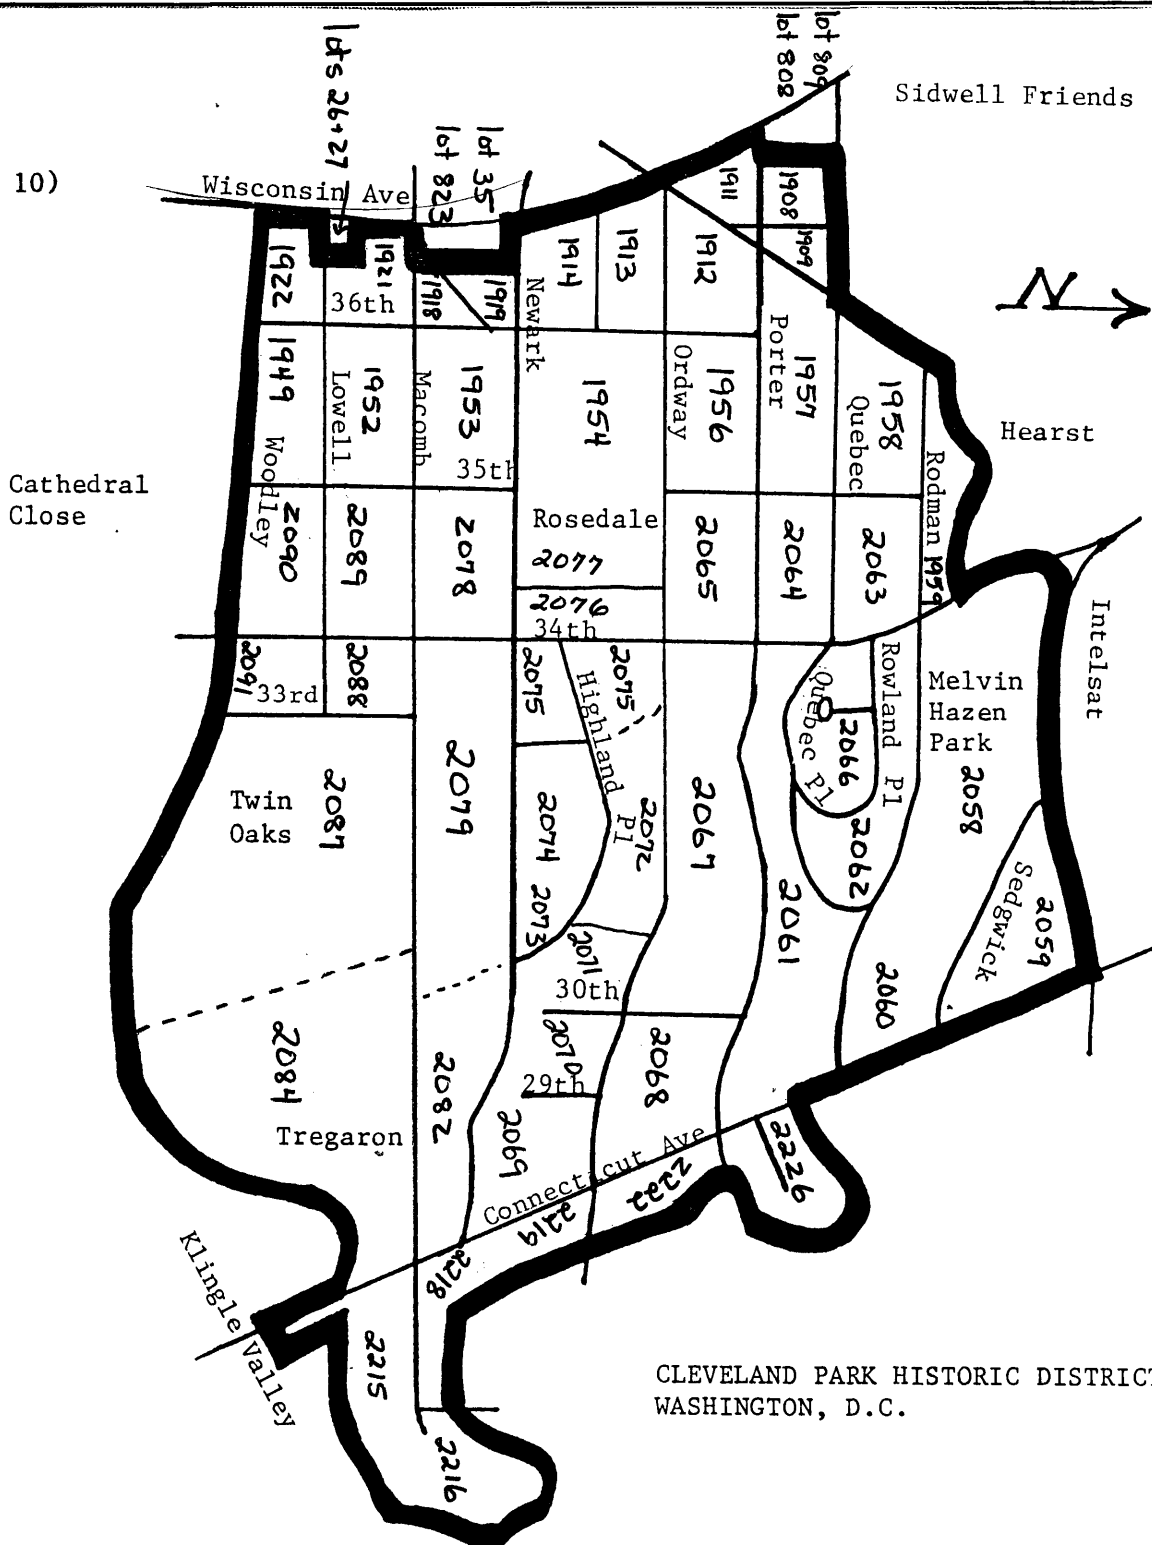 lot 809
lot 808
Sidwell Friends
lots 26+27
lot 35
lot 823
10)
Wisconsin Ave
1911
1908
1909
1922
1921
36th
1918
1919
Newark
1914
1913
1912
N
Porter
1949
Woodley
1952
Lowell
Macomb
1953
35th
1954
Ordway
1956
1957
1958
Quebec
Hearst
Rodman
1959
Cathedral
Close
2090
2089
2078
Rosedale
2077
2076
34th
2065
2064
2063
Intelsat
2091
33rd
2088
2075
Highland Pl
2075
Quebec Pl
2066
Rowland Pl
Melvin
Hazen
Park
2058
Twin
Oaks
2087
2079
2074
2073
2072
2067
2062
2061
Sedgwick
2059
2071
30th
2060
2084
Tregaron
2082
2070
29th
2069
2068
Connecticut Ave
2226
2222
2219
2218
Klingle Valley
2215
2216
CLEVELAND PARK HISTORIC DISTRICT
WASHINGTON, D.C.